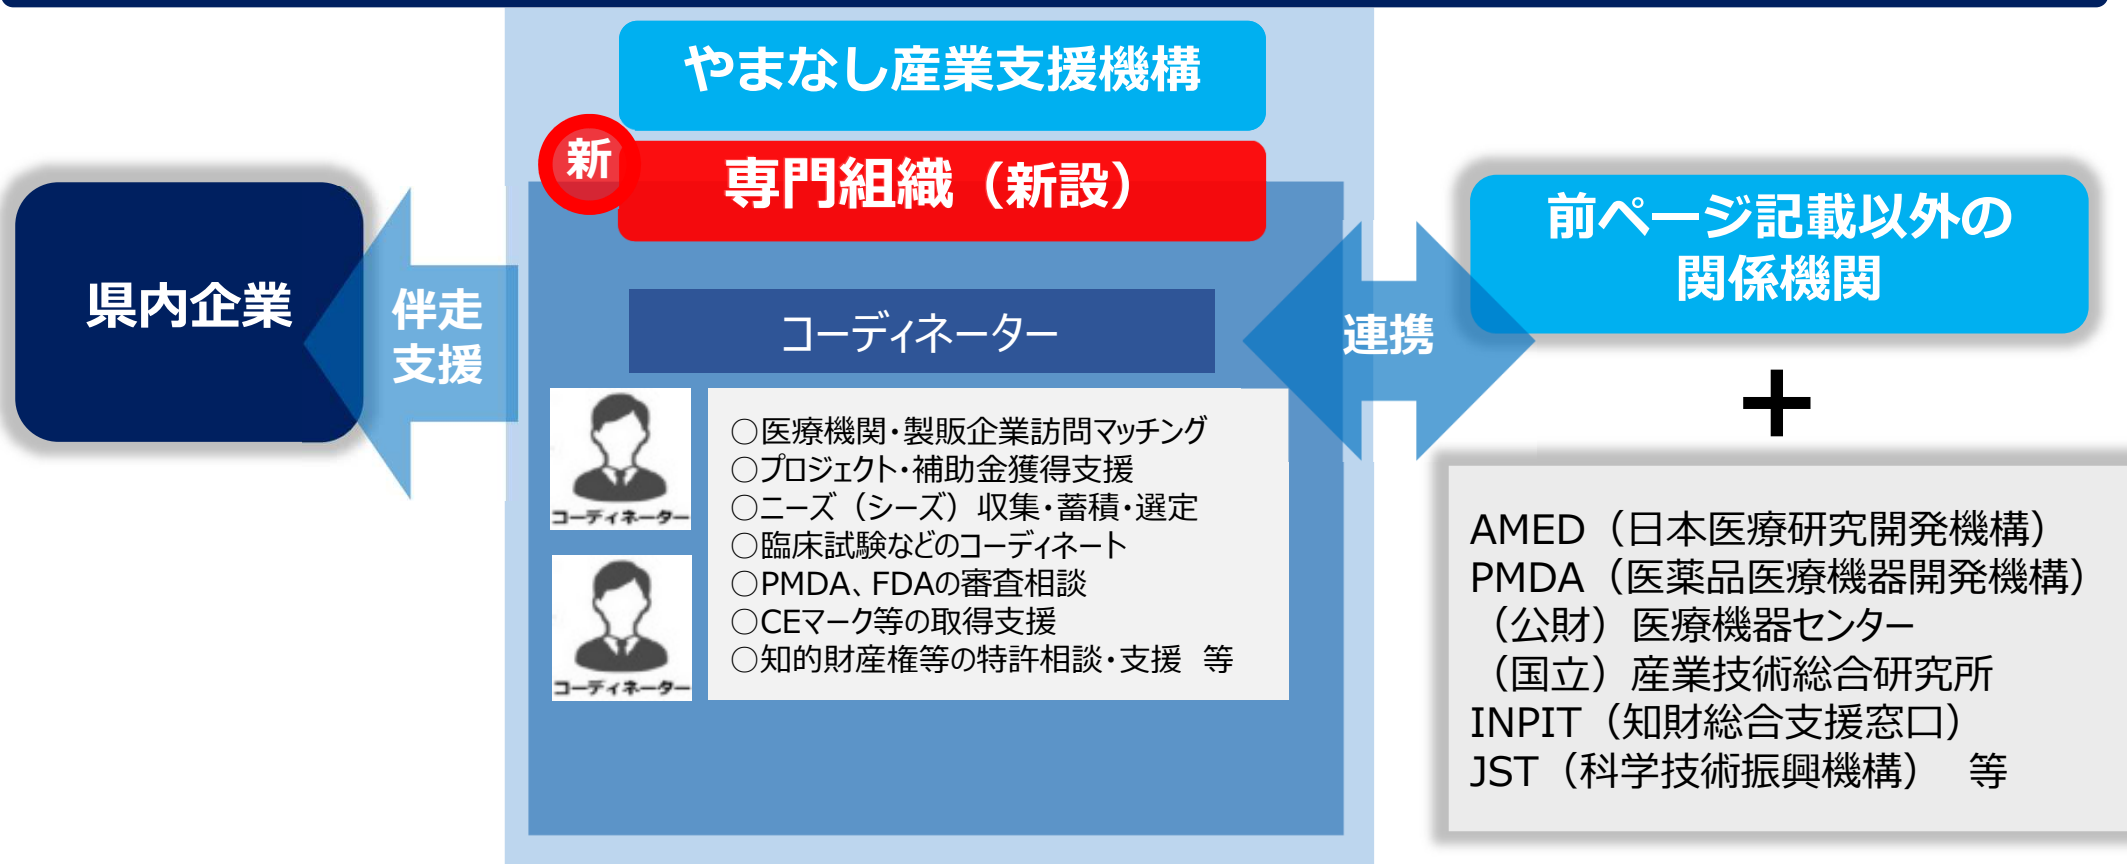 やまなし産業支援機構
新
専門組織（新設）
県内企業
伴走
支援
コーディネーター
コーディネーター
コーディネーター
○医療機関・製販企業訪問マッチング
○プロジェクト・補助金獲得支援
○ニーズ（シーズ）収集・蓄積・選定
○臨床試験などのコーディネート
○PMDA、FDAの審査相談
○CEマーク等の取得支援
○知的財産権等の特許相談・支援　等
連携
前ページ記載以外の
関係機関
+
AMED（日本医療研究開発機構）
PMDA（医薬品医療機器開発機構）
（公財）医療機器センター
（国立）産業技術総合研究所
INPIT（知財総合支援窓口）
JST（科学技術振興機構）　等